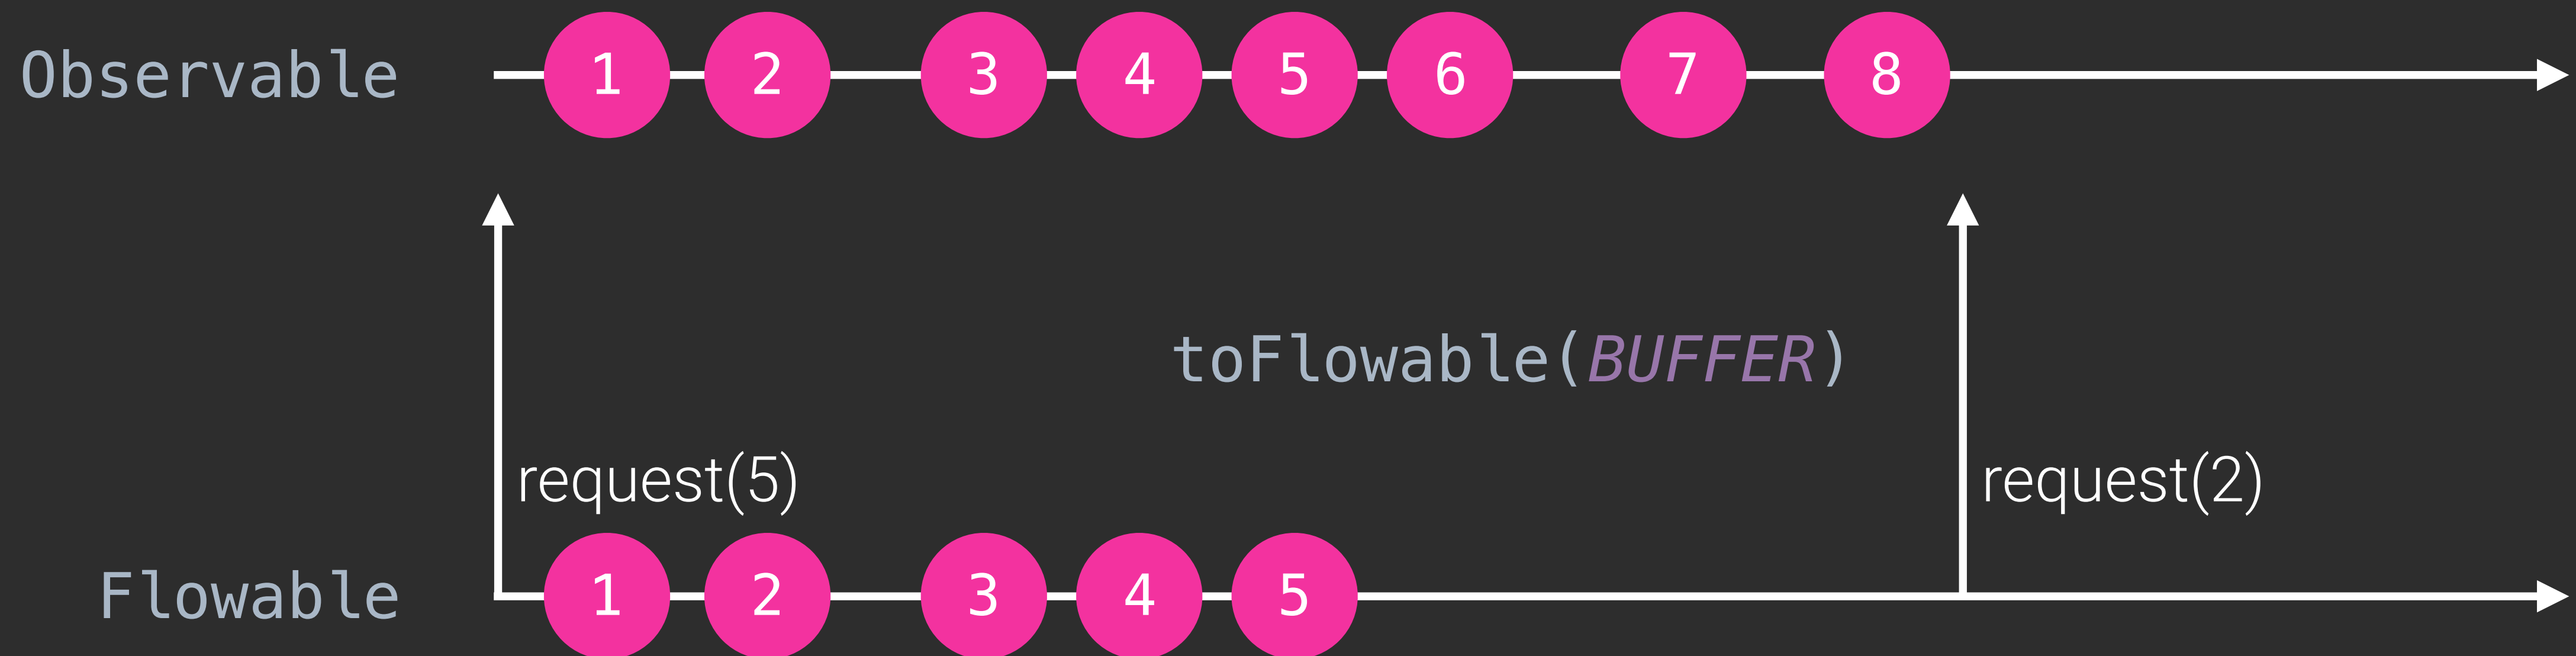 Observable 1 2 3 4 5 6 7 8
toFlowable(BUFFER)
request(5) request(2)
Flowable 1 2 3 4 5